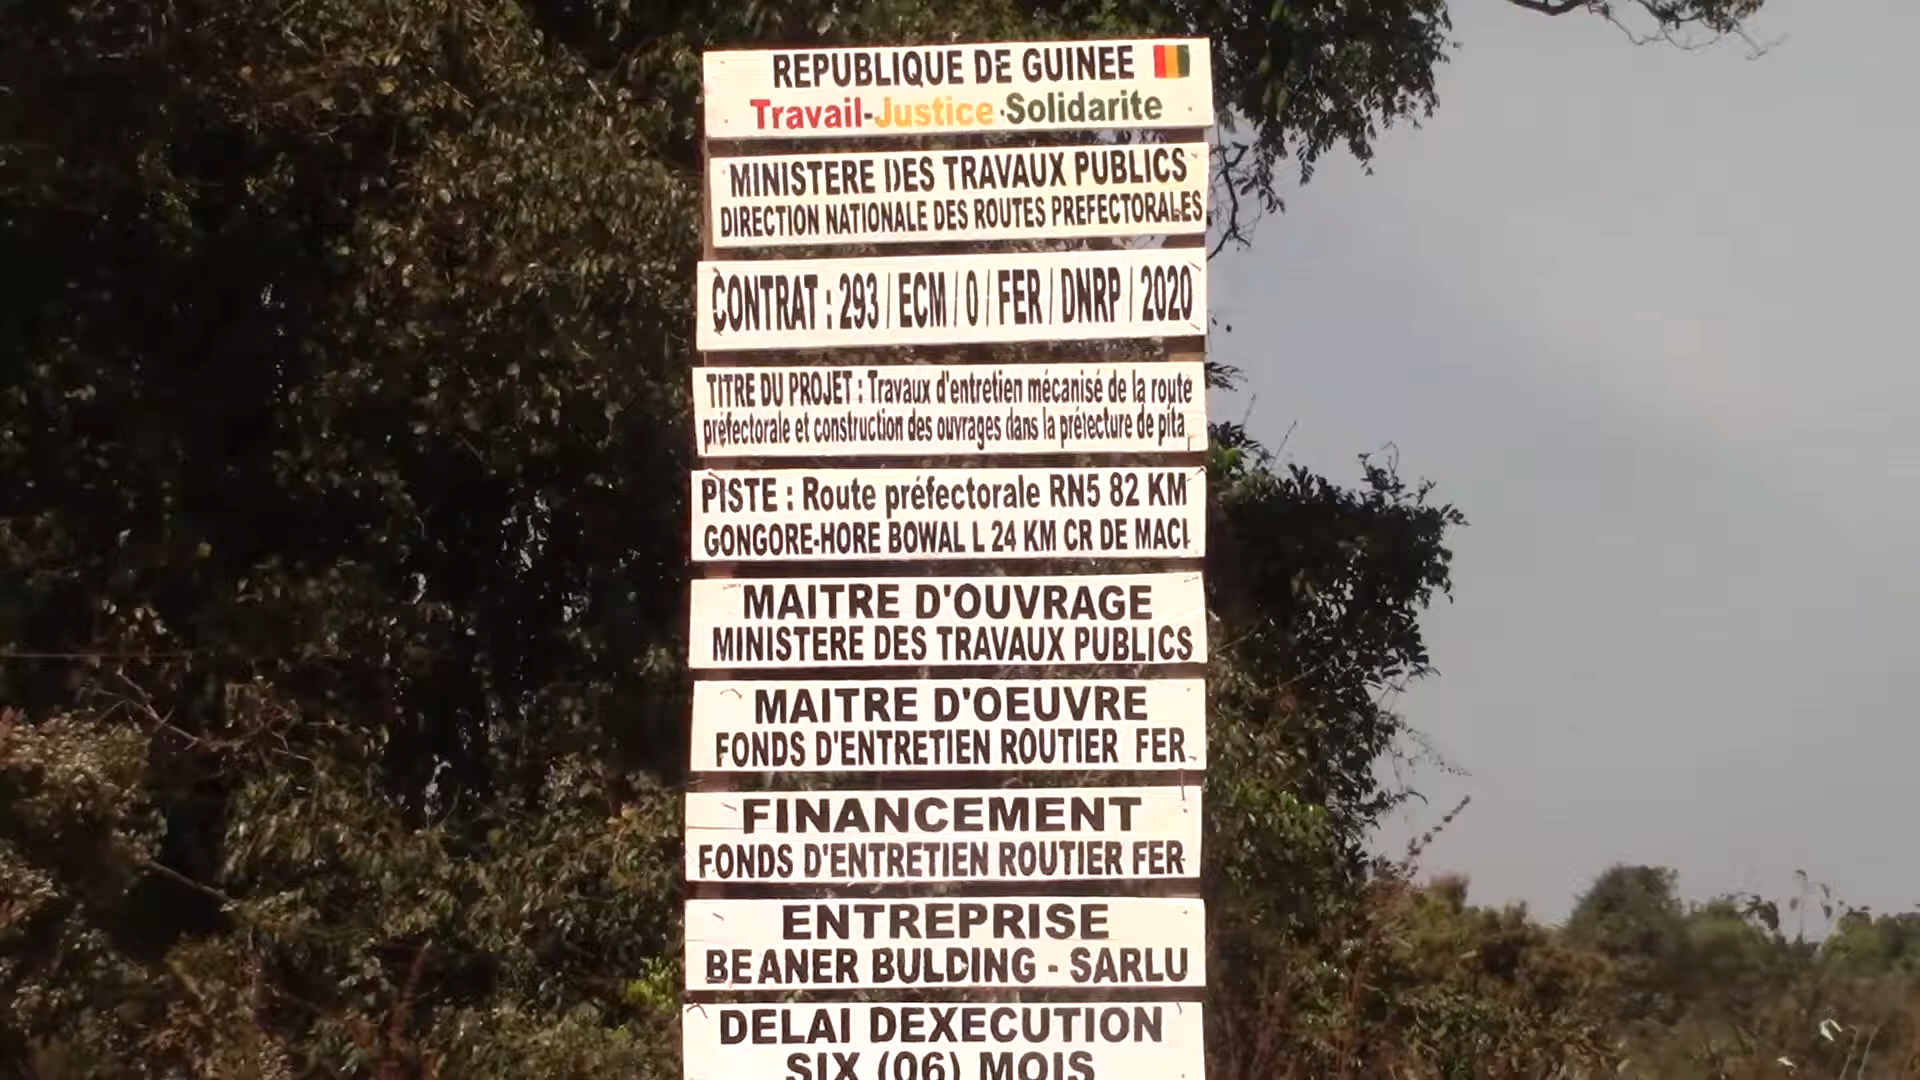 REPUBLIQUE DE GUINEE
Travail-Justice-Solidarite
MINISTERE DES TRAVAUX PUBLICS
DIRECTION NATIONALE DES ROUTES PREFECTORALES
CONTRAT : 293 / ECM / 0 / FER / DNRP / 2020
TITRE DU PROJET : Travaux d'entretien mécanisé de la route
préfectorale et construction des ouvrages dans la préfecture de pita
PISTE : Route préfectorale RN5 82 KM
GONGORE-HORE BOWAL L 24 KM CR DE MACI
MAITRE D'OUVRAGE
MINISTERE DES TRAVAUX PUBLICS
MAITRE D'OEUVRE
FONDS D'ENTRETIEN ROUTIER FER
FINANCEMENT
FONDS D'ENTRETIEN ROUTIER FER
ENTREPRISE
BEANER BULDING - SARLU
DELAI DEXECUTION
SIX (06) MOIS